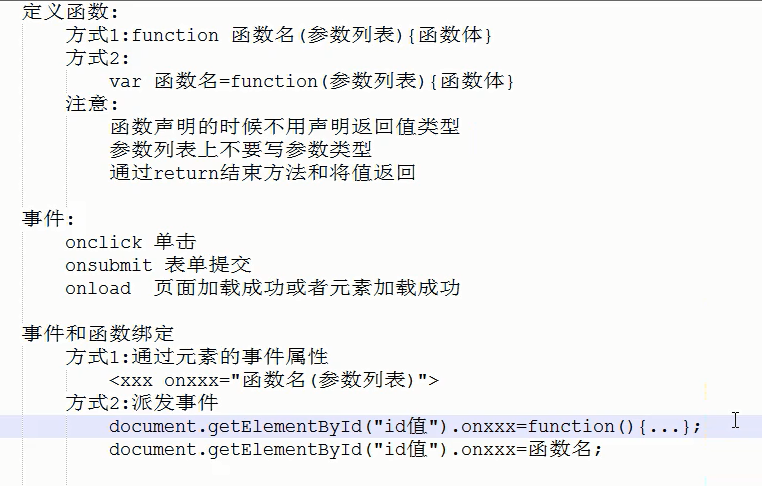 定义函数:
方式1:function 函数名(参数列表){函数体}
方式2:
var 函数名=function(参数列表){函数体}
注意:
函数声明的时候不用声明返回值类型
参数列表上不要写参数类型
通过return结束方法和将值返回
事件:
onclick 单击
onsubmit 表单提交
onload  页面加载成功或者元素加载成功
事件和函数绑定
方式1:通过元素的事件属性
<xxx onxxx="函数名(参数列表)">
方式2:派发事件
document.getElementById("id值").onxxx=function(){...};
document.getElementById("id值").onxxx=函数名;